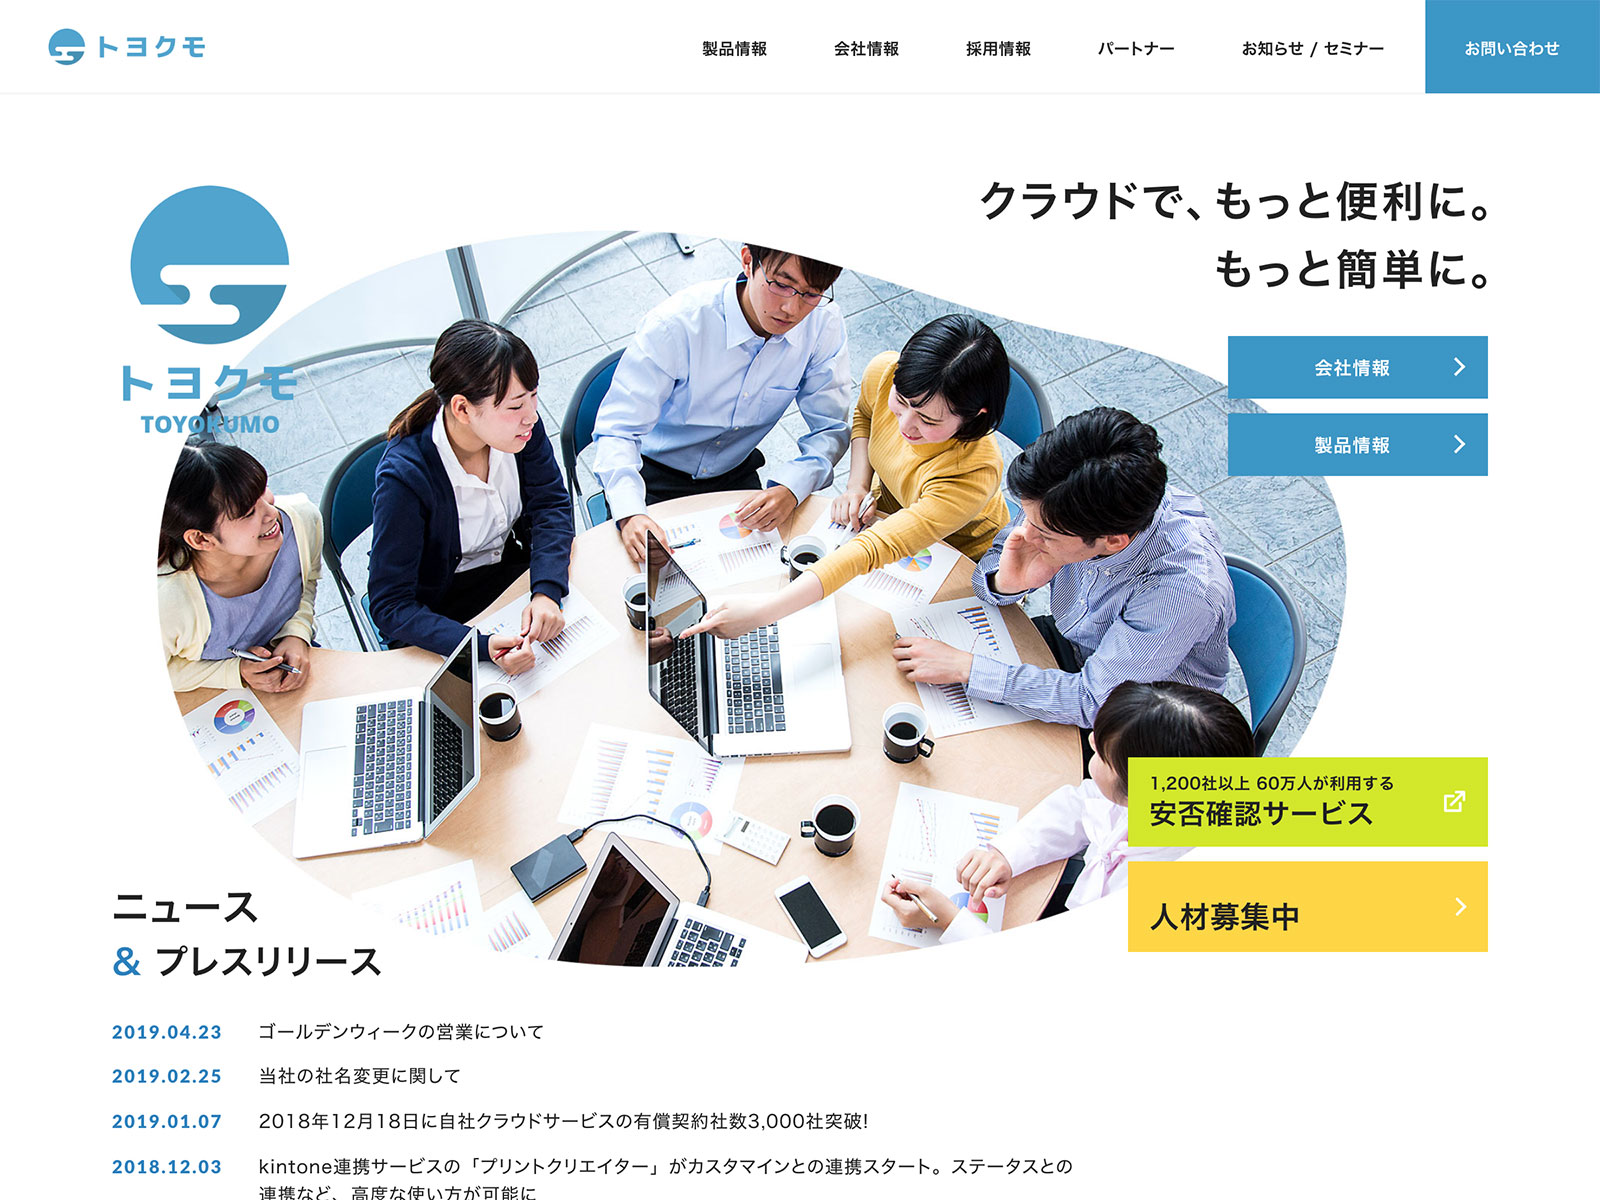 トヨクモ
製品情報
会社情報
採用情報
パートナー
お知らせ / セミナー
お問い合わせ
クラウドで、もっと便利に。
もっと簡単に。
トヨクモ
TOYOKUMO
会社情報
製品情報
1,200社以上 60万人が利用する
安否確認サービス
人材募集中
ニュース
& プレスリリース
2019.04.23 ゴールデンウィークの営業について
2019.02.25 当社の社名変更に関して
2019.01.07 2018年12月18日に自社クラウドサービスの有償契約社数3,000社突破!
2018.12.03 kintone連携サービスの「プリントクリエイター」がカスタマインとの連携スタート。ステータスとの
連携など、高度な使い方が可能に